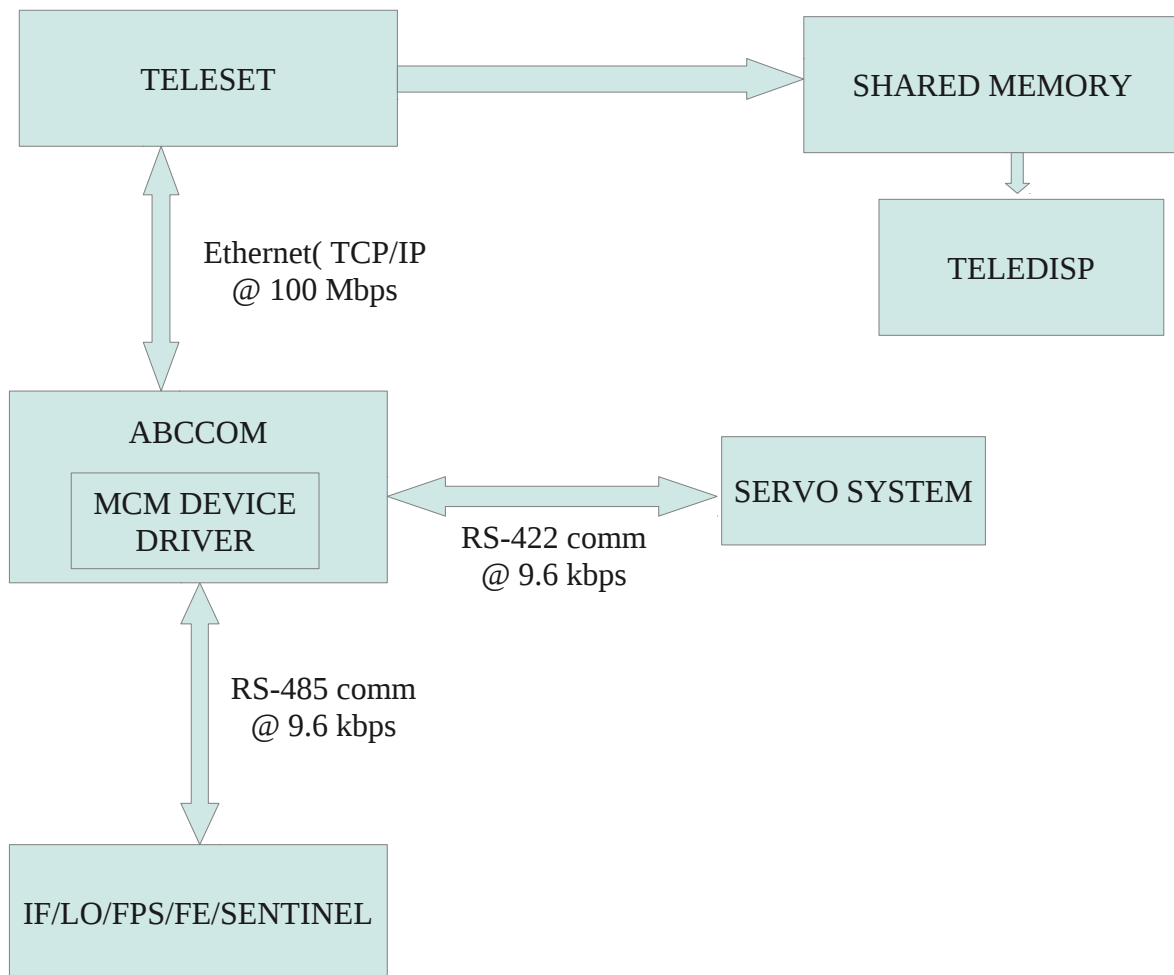 TELESET
SHARED MEMORY
Ethernet( TCP/IP
@ 100 Mbps
TELEDISP
ABCCOM
MCM DEVICE
DRIVER
SERVO SYSTEM
RS-422 comm
@ 9.6 kbps
RS-485 comm
@ 9.6 kbps
IF/LO/FPS/FE/SENTINEL